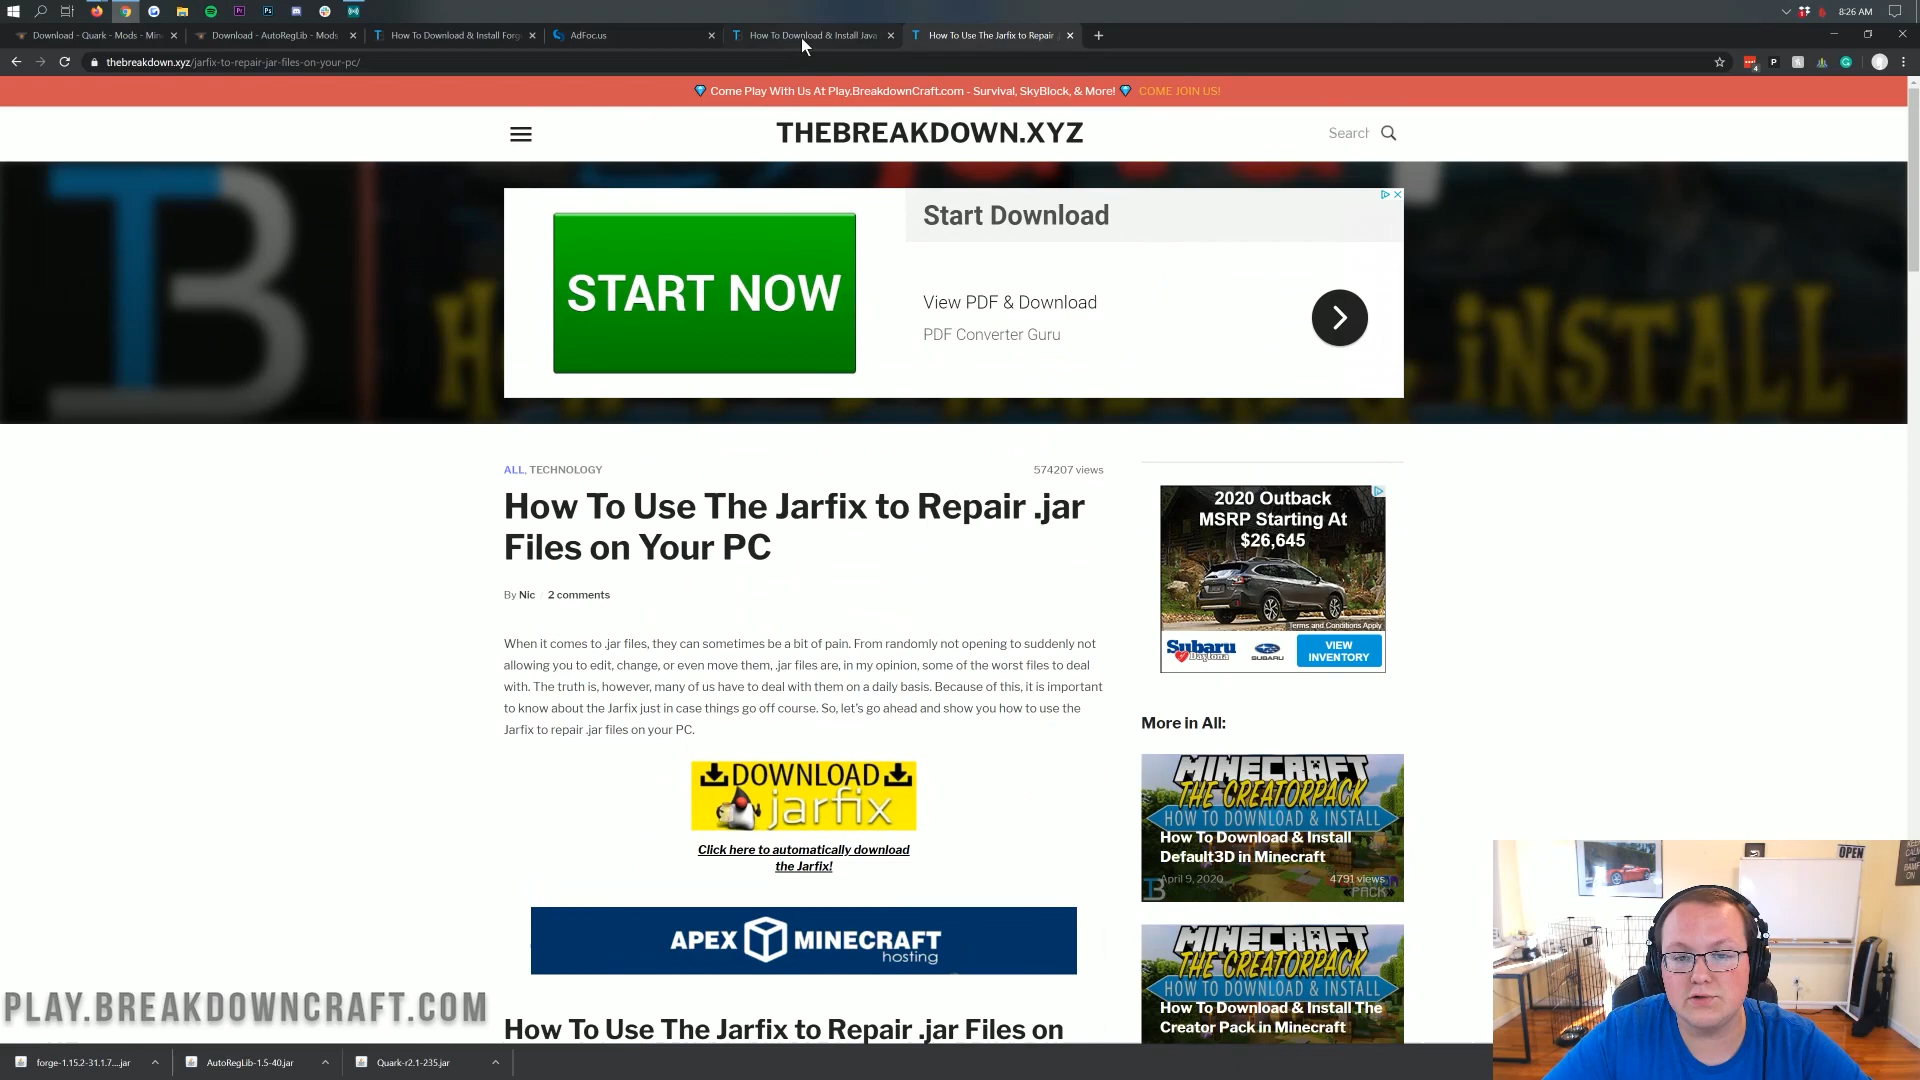 8:26 AM
Download - Quark - Mods - Min
Download - AutoRegLib - Mods
How To Download & Install Forg
AdFoc.us
How To Download & Install Java
How To Use The Jarfix to Repair
thebreakdown.xyz/jarfix-to-repair-jar-files-on-your-pc/
Come Play With Us At Play.BreakdownCraft.com - Survival, SkyBlock, & More! COME JOIN US!
THEBREAKDOWN.XYZ
Search
START NOW
Start Download
View PDF & Download
PDF Converter Guru
ALL, TECHNOLOGY
574207 views
How To Use The Jarfix to Repair .jar
Files on Your PC
By Nic
2 comments
When it comes to .jar files, they can sometimes be a bit of pain. From randomly not opening to suddenly not
allowing you to edit, change, or even move them, .jar files are, in my opinion, some of the worst files to deal
with. The truth is, however, many of us have to deal with them on a daily basis. Because of this, it is important
to know about the Jarfix just in case things go off course. So, let's go ahead and show you how to use the
Jarfix to repair .jar files on your PC.
DOWNLOAD
jarfix
Click here to automatically download
the Jarfix!
APEX MINECRAFT
hosting
How To Use The Jarfix to Repair .jar Files on
2020 Outback
MSRP Starting At
$26,645
Terms and Conditions Apply
Subaru
Daytona
SUBARU
VIEW
INVENTORY
More in All:
MINECRAFT
THE CREATORPACK
HOW TO DOWNLOAD & INSTALL
How To Download & Install
Default3D in Minecraft
April 9, 2020
4791 views
PACK
MINECRAFT
THE CREATORPACK
HOW TO DOWNLOAD & INSTALL
How To Download & Install The
Creator Pack in Minecraft
OPEN
PLAY.BREAKDOWNCRAFT.COM
forge-1.15.2-31.1.7....jar
AutoRegLib-1.5-40.jar
Quark-r2.1-235.jar